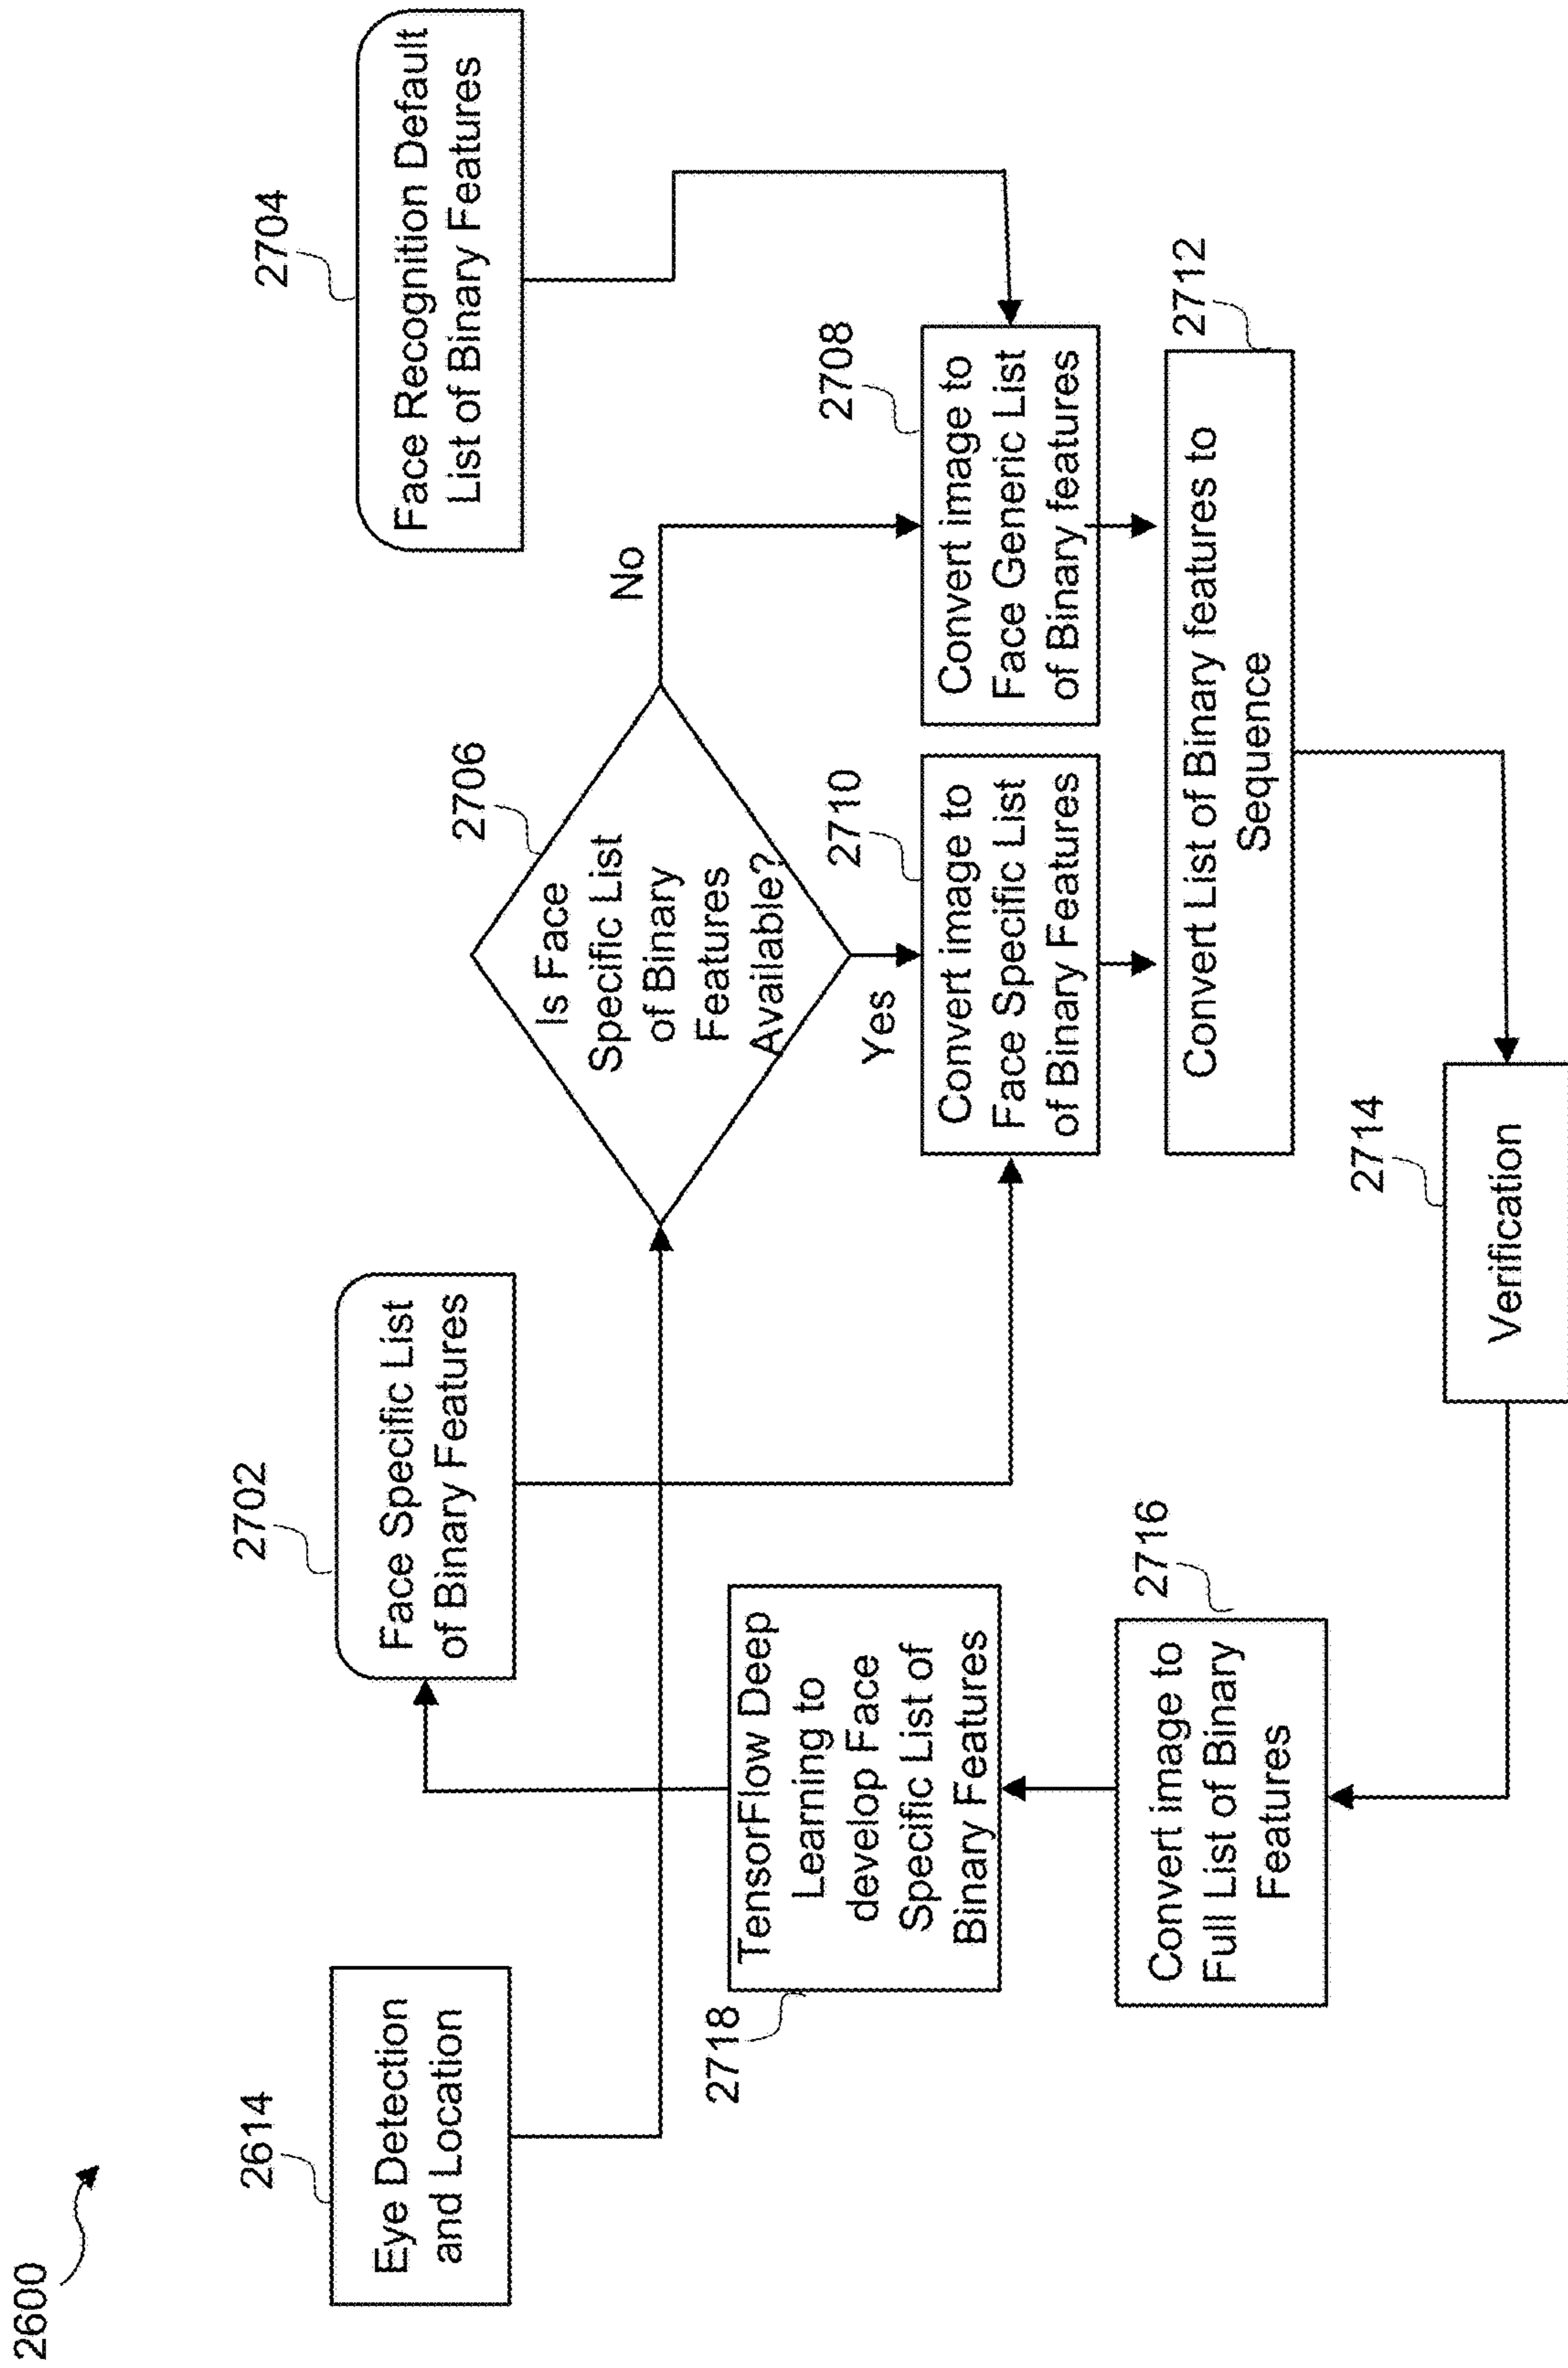 2600
2614
Eye Detection
and Location
2702
Face Specific List
of Binary Features
2704
Face Recognition Default
List of Binary Features
2706
Is Face
Specific List
of Binary
Features
Available?
No
Yes
2718
TensorFlow Deep
Learning to
develop Face
Specific List of
Binary Features
2710
Convert image to
Face Specific List
of Binary Features
2708
Convert image to
Face Generic List
of Binary features
2716
Convert image to
Full List of Binary
Features
2712
Convert List of Binary features to
Sequence
2714
Verification